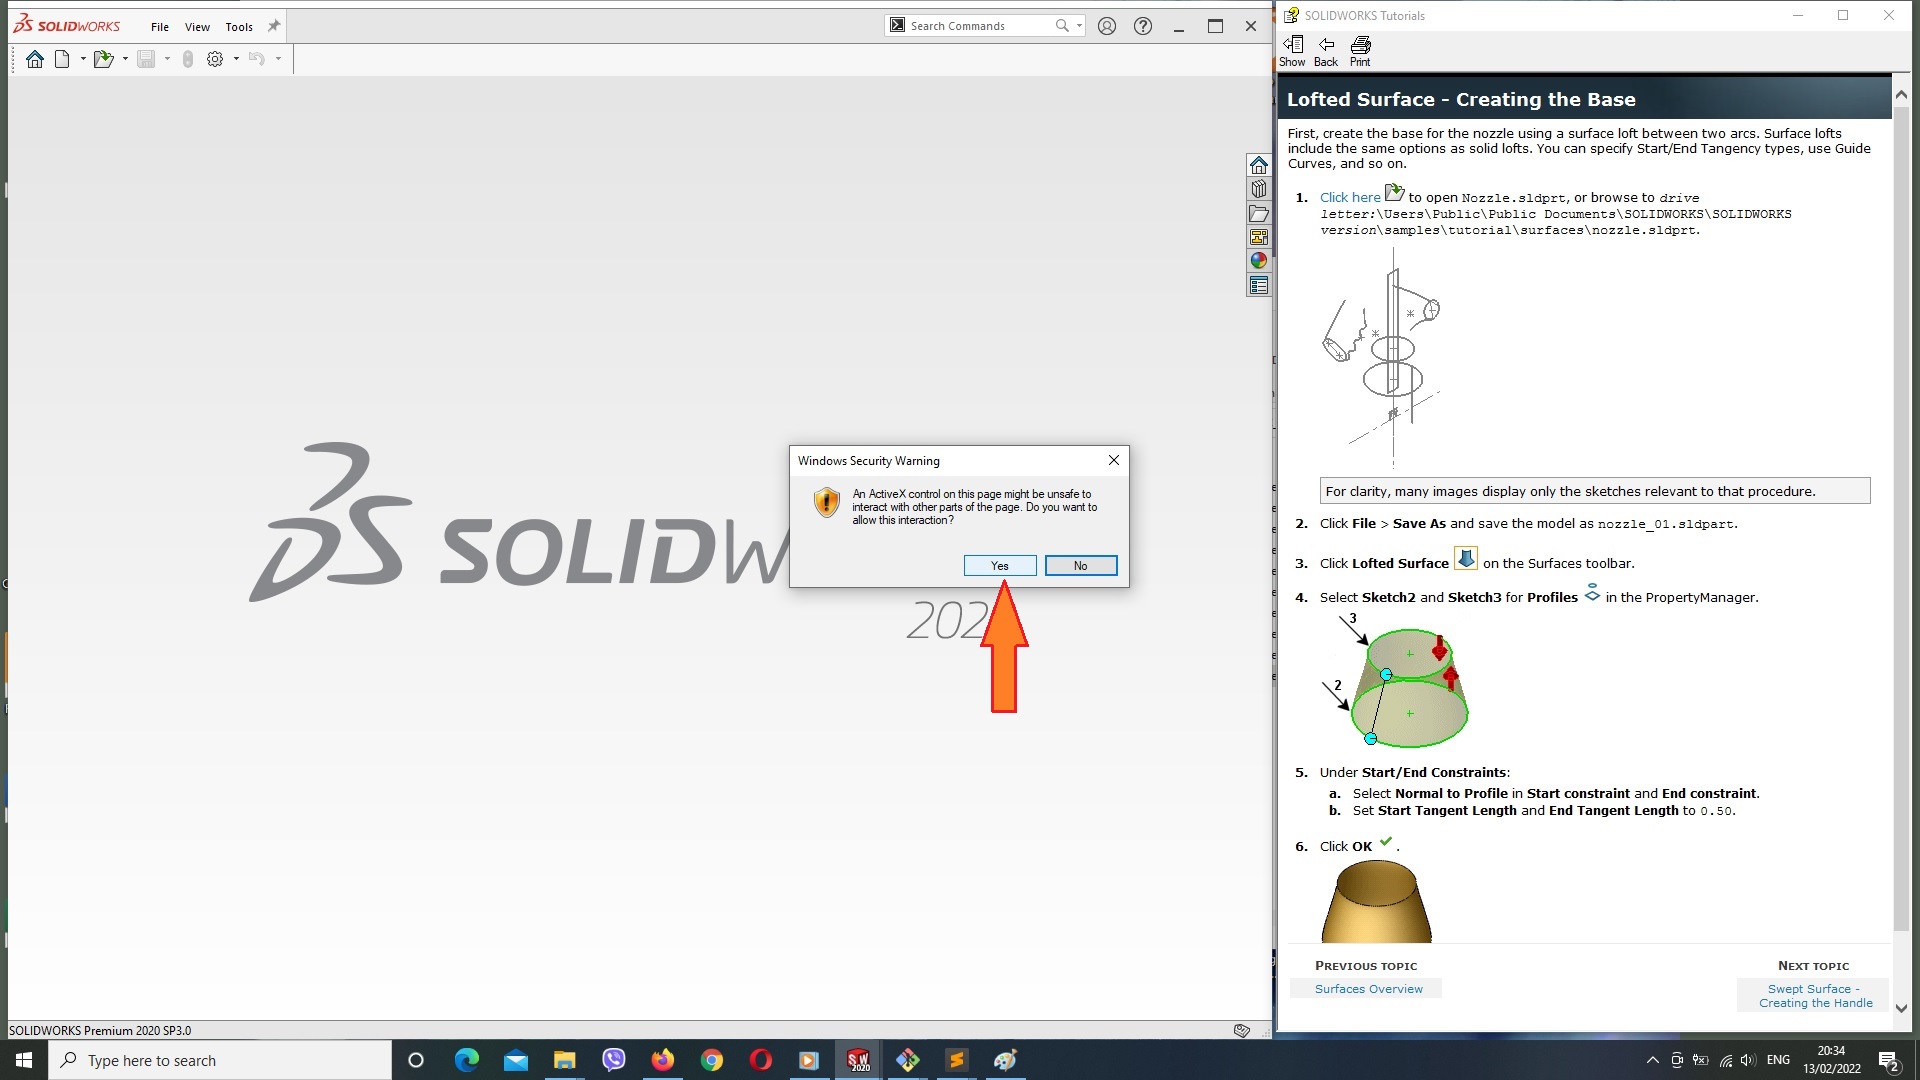 SOLIDWORKS
File View Tools
Search Commands
SOLIDW
202
SOLIDWORKS Premium 2020 SP3.0
Windows Security Warning
An ActiveX control on this page might be unsafe to
interact with other parts of the page. Do you want to
allow this interaction?
Yes No
SOLIDWORKS Tutorials
Show Back Print
Lofted Surface - Creating the Base
First, create the base for the nozzle using a surface loft between two arcs. Surface lofts
include the same options as solid lofts. You can specify Start/End Tangency types, use Guide
Curves, and so on.
1. Click here to open Nozzle.sldprt, or browse to drive
letter:\Users\Public\Public Documents\SOLIDWORKS\SOLIDWORKS
version\samples\tutorial\surfaces\nozzle.sldprt.
For clarity, many images display only the sketches relevant to that procedure.
2. Click File > Save As and save the model as nozzle_01.sldpart.
3. Click Lofted Surface on the Surfaces toolbar.
4. Select Sketch2 and Sketch3 for Profiles in the PropertyManager.
3
2
5. Under Start/End Constraints:
a. Select Normal to Profile in Start constraint and End constraint.
b. Set Start Tangent Length and End Tangent Length to 0.50.
6. Click OK .
PREVIOUS TOPIC
Surfaces Overview
NEXT TOPIC
Swept Surface -
Creating the Handle
Type here to search
SW
2020
ENG
20:34
13/02/2022
2